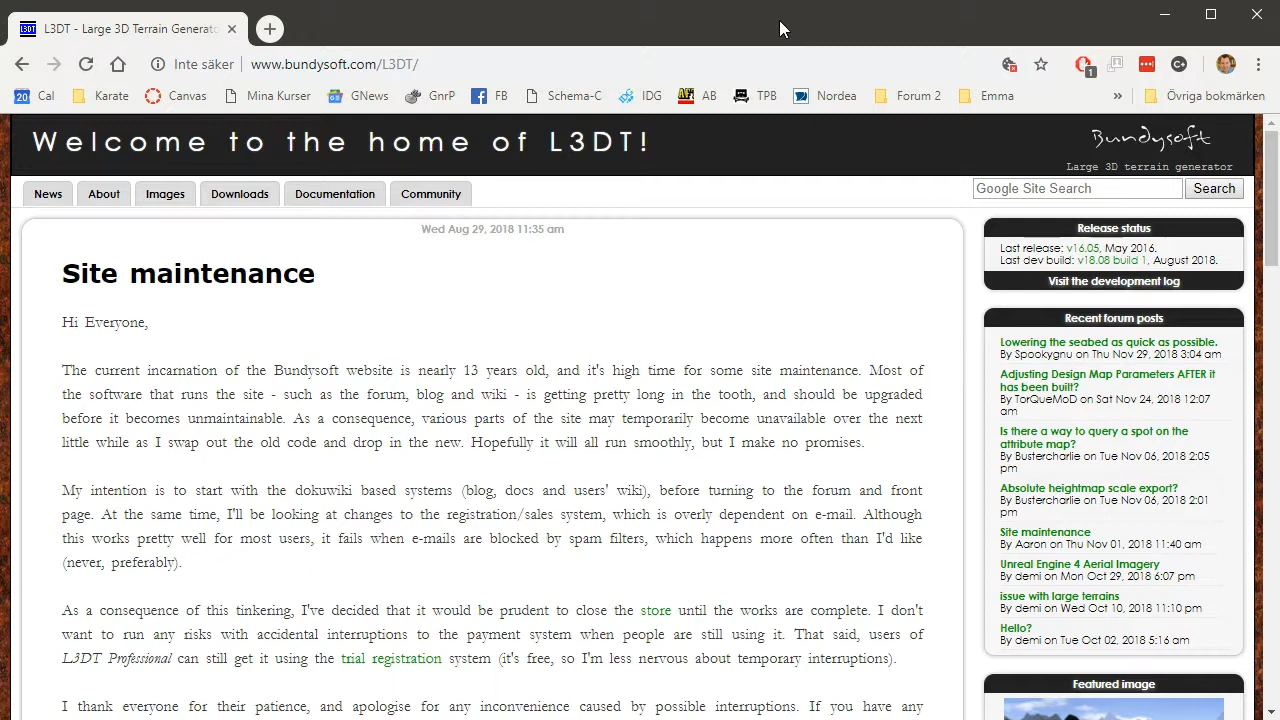 L3DT - Large 3D Terrain Generato
Inte säker
www.bundysoft.com/L3DT/
1
20 Cal
Karate
Canvas
Mina Kurser
GNews
GnrP
FB
Schema-C
IDG
AB
TPB
Nordea
Forum 2
Emma
»
Övriga bokmärken
Welcome to the home of L3DT!
Bundysoft
Large 3D terrain generator
News
About
Images
Downloads
Documentation
Community
Google Site Search
Search
Wed Aug 29, 2018 11:35 am
Site maintenance
Hi Everyone,
The current incarnation of the Bundysoft website is nearly 13 years old, and it's high time for some site maintenance. Most of
the software that runs the site - such as the forum, blog and wiki - is getting pretty long in the tooth, and should be upgraded
before it becomes unmaintainable. As a consequence, various parts of the site may temporarily become unavailable over the next
little while as I swap out the old code and drop in the new. Hopefully it will all run smoothly, but I make no promises.
My intention is to start with the dokuwiki based systems (blog, docs and users' wiki), before turning to the forum and front
page. At the same time, I'll be looking at changes to the registration/sales system, which is overly dependent on e-mail. Although
this works pretty well for most users, it fails when e-mails are blocked by spam filters, which happens more often than I'd like
(never, preferably).
As a consequence of this tinkering, I've decided that it would be prudent to close the store until the works are complete. I don't
want to run any risks with accidental interruptions to the payment system when people are still using it. That said, users of
L3DT Professional can still get it using the trial registration system (it's free, so I'm less nervous about temporary interruptions).
I thank everyone for their patience, and apologise for any inconvenience caused by possible interruptions. If you have any
Release status
Last release: v16.05, May 2016.
Last dev build: v18.08 build 1, August 2018.
Visit the development log
Recent forum posts
Lowering the seabed as quick as possible.
By Spookygnu on Thu Nov 29, 2018 3:04 am
Adjusting Design Map Parameters AFTER it
has been built?
By TorQueMoD on Sat Nov 24, 2018 12:07
am
Is there a way to query a spot on the
attribute map?
By Bustercharlie on Tue Nov 06, 2018 2:05
pm
Absolute heightmap scale export?
By Bustercharlie on Tue Nov 06, 2018 2:01
pm
Site maintenance
By Aaron on Thu Nov 01, 2018 11:40 am
Unreal Engine 4 Aerial Imagery
By demi on Mon Oct 29, 2018 6:07 pm
issue with large terrains
By demi on Wed Oct 10, 2018 11:10 pm
Hello?
By demi on Tue Oct 02, 2018 5:16 am
Featured image